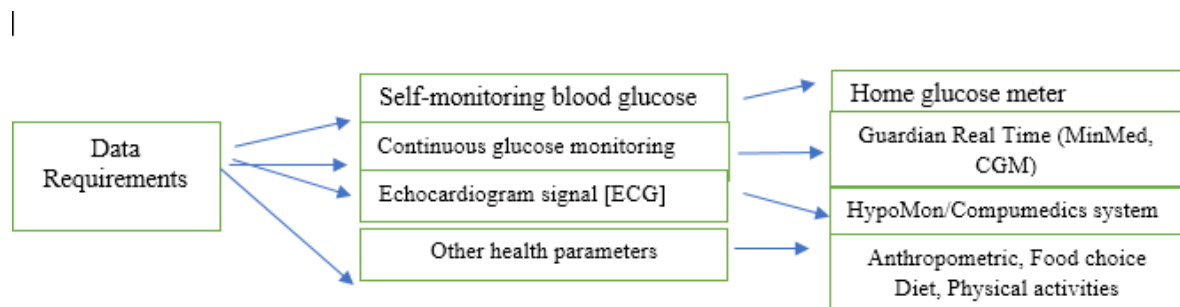 Data
Requirements
Self-monitoring blood glucose
Continuous glucose monitoring
Echocardiogram signal [ECG]
Other health parameters
Home glucose meter
Guardian Real Time (MinMed,
CGM)
HypoMon/Compumedics system
Anthropometric, Food choice
Diet, Physical activities